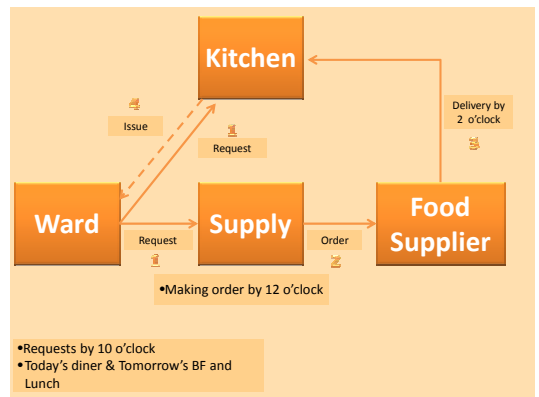 Kitchen
4
Issue
1
Request
Delivery by
2 o'clock
3
Ward
Supply
Food
Supplier
Request
1
Order
2
•Making order by 12 o'clock
•Requests by 10 o'clock
•Today's diner & Tomorrow's BF and
Lunch